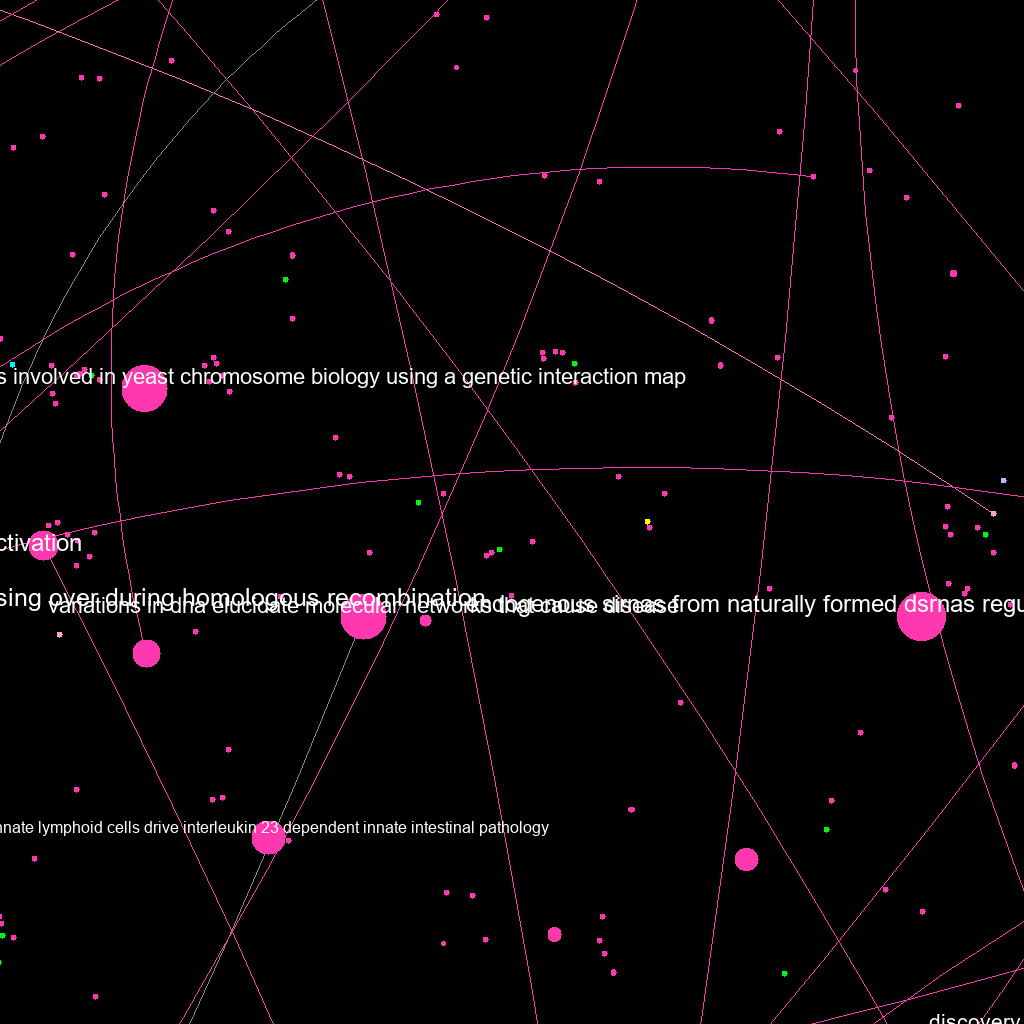 s involved in yeast chromosome biology using a genetic interaction map
ctivation
sing over during homologous recombination
variations in dna elucidate molecular networks that cause disease
endogenous sirnas from naturally formed dsrnas regu
nnate lymphoid cells drive interleukin 23 dependent innate intestinal pathology
discovery